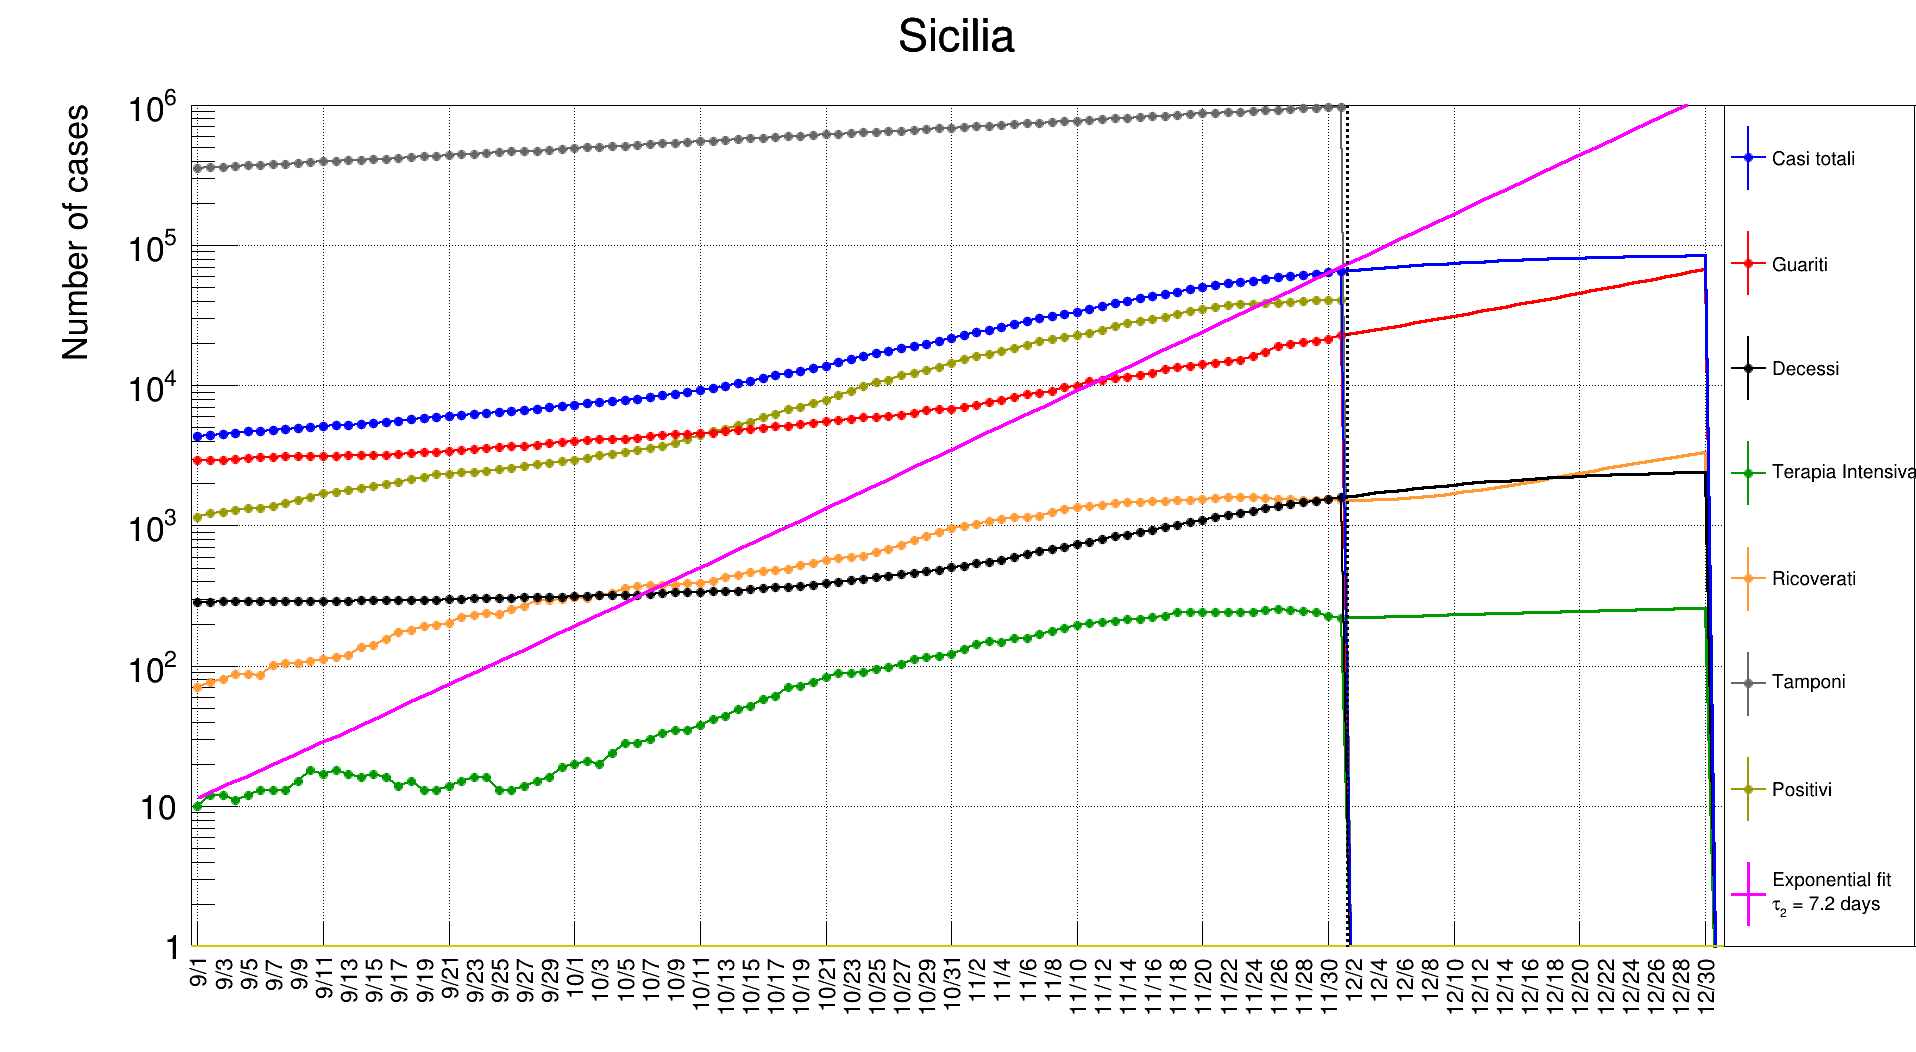 Sicilia
Number of cases
10^6
10^5
10^4
10^3
10^2
10
1
9/1 9/3 9/5 9/7 9/9 9/11 9/13 9/15 9/17 9/19 9/21 9/23 9/25 9/27 9/29 10/1 10/3 10/5 10/7 10/9 10/11 10/13 10/15 10/17 10/19 10/21 10/23 10/25 10/27 10/29 10/31 11/2 11/4 11/6 11/8 11/10 11/12 11/14 11/16 11/18 11/20 11/22 11/24 11/26 11/28 11/30 12/2 12/4 12/6 12/8 12/10 12/12 12/14 12/16 12/18 12/20 12/22 12/24 12/26 12/28 12/30
Casi totali
Guariti
Decessi
Terapia Intensiva
Ricoverati
Tamponi
Positivi
Exponential fit
τ₂ = 7.2 days